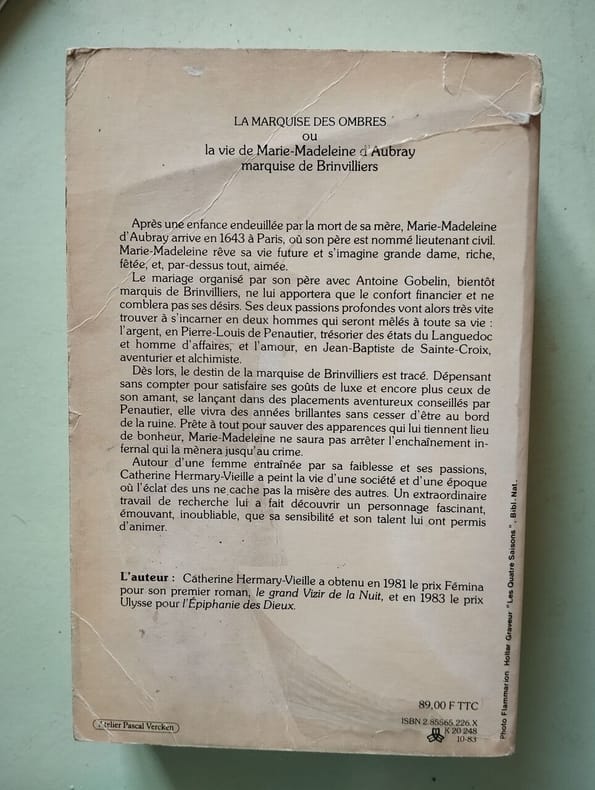 LA MARQUISE DES OMBRES
ou
la vie de Marie-Madeleine d'Aubray
marquise de Brinvilliers
Après une enfance endeuillée par la mort de sa mère, Marie-Madeleine
d'Aubray arrive en 1643 à Paris, où son père est nommé lieutenant civil.
Marie-Madeleine rêve sa vie future et s'imagine grande dame, riche,
fêtée, et, par-dessus tout, aimée.
Le mariage organisé par son père avec Antoine Gobelin, bientôt
marquis de Brinvilliers, ne lui apportera que le confort financier et ne
comblera pas ses désirs. Ses deux passions profondes vont alors très vite
trouver à s'incarner en deux hommes qui seront mêlés à toute sa vie :
l'argent, en Pierre-Louis de Penautier, trésorier des états du Languedoc
et homme d'affaires, et l'amour, en Jean-Baptiste de Sainte-Croix,
aventurier et alchimiste.
Dès lors, le destin de la marquise de Brinvilliers est tracé. Dépensant
sans compter pour satisfaire ses goûts de luxe et encore plus ceux de
son amant, se lançant dans des placements aventureux conseillés par
Penautier, elle vivra des années brillantes sans cesser d'être au bord
de la ruine. Prête à tout pour sauver des apparences qui lui tiennent lieu
de bonheur, Marie-Madeleine ne saura pas arrêter l'enchaînement in-
fernal qui la mènera jusqu'au crime.
Autour d'une femme entraînée par sa faiblesse et ses passions,
Catherine Hermary-Vieille a peint la vie d'une société et d'une époque
où l'éclat des uns ne cache pas la misère des autres. Un extraordinaire
travail de recherche lui a fait découvrir un personnage fascinant,
émouvant, inoubliable, que sa sensibilité et son talent lui ont permis
d'animer.
L'auteur : Catherine Hermary-Vieille a obtenu en 1981 le prix Fémina
pour son premier roman, le grand Vizir de la Nuit, et en 1983 le prix
Ulysse pour l'Épiphanie des Dieux.
89,00 F TTC
ISBN 2.85565.226.X
K 20 248
10-83
Atelier Pascal Vercken
Photo Flammarion Hollar Graveur "Les Quatre Saisons". Bibl. Nat.